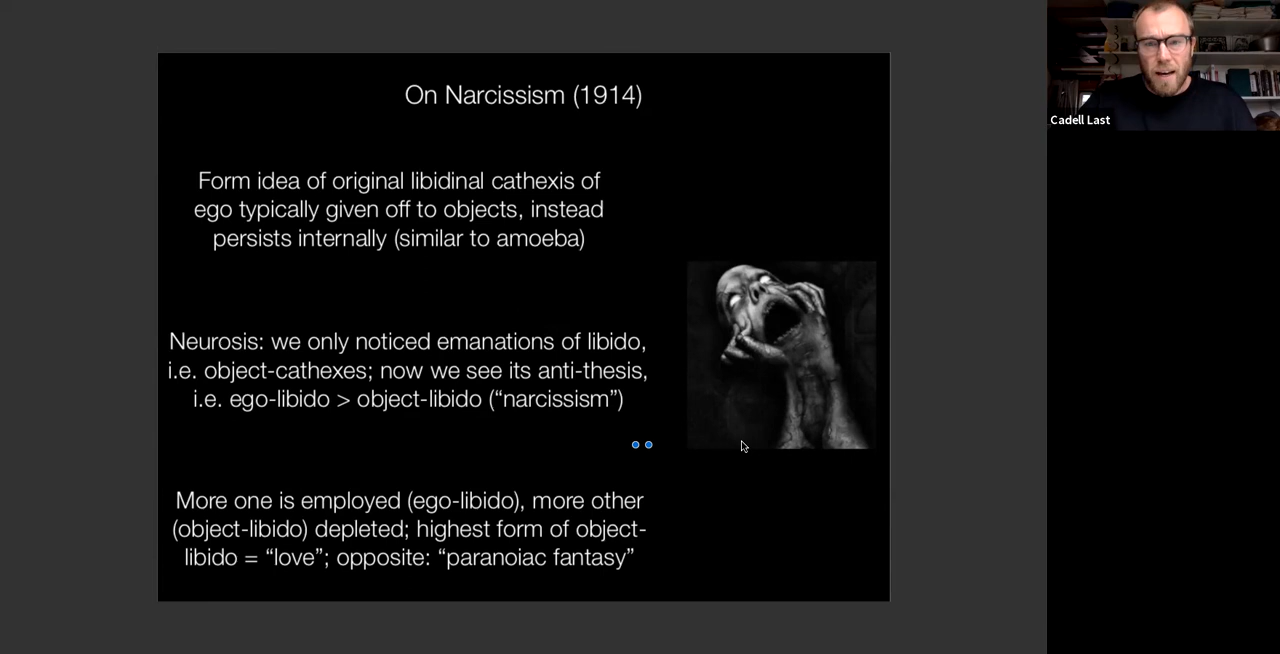 On Narcissism (1914)
Form idea of original libidinal cathexis of
ego typically given off to objects, instead
persists internally (similar to amoeba)
Neurosis: we only noticed emanations of libido,
i.e. object-cathexes; now we see its anti-thesis,
i.e. ego-libido > object-libido (“narcissism”)
More one is employed (ego-libido), more other
(object-libido) depleted; highest form of object-
libido = “love”; opposite: “paranoiac fantasy”
Cadell Last